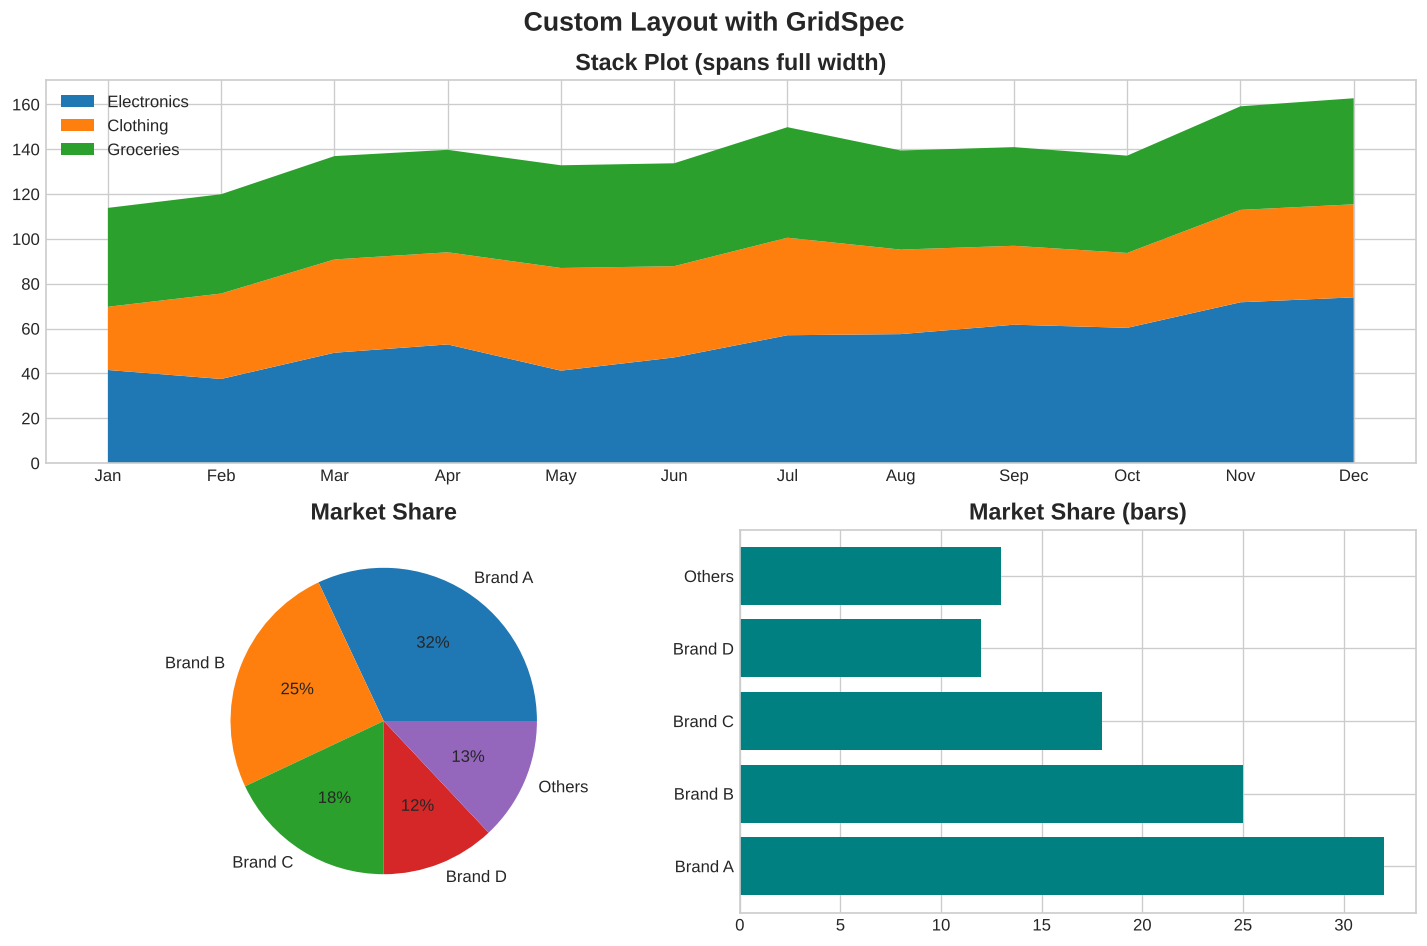 Custom Layout with GridSpec
Stack Plot (spans full width)
160
140
120
100
80
60
40
20
0
Electronics
Clothing
Groceries
Jan Feb Mar Apr May Jun Jul Aug Sep Oct Nov Dec
Market Share
Brand A
32%
Brand B
25%
Brand C
18%
Brand D
12%
Others
13%
Market Share (bars)
Others
Brand D
Brand C
Brand B
Brand A
0 5 10 15 20 25 30